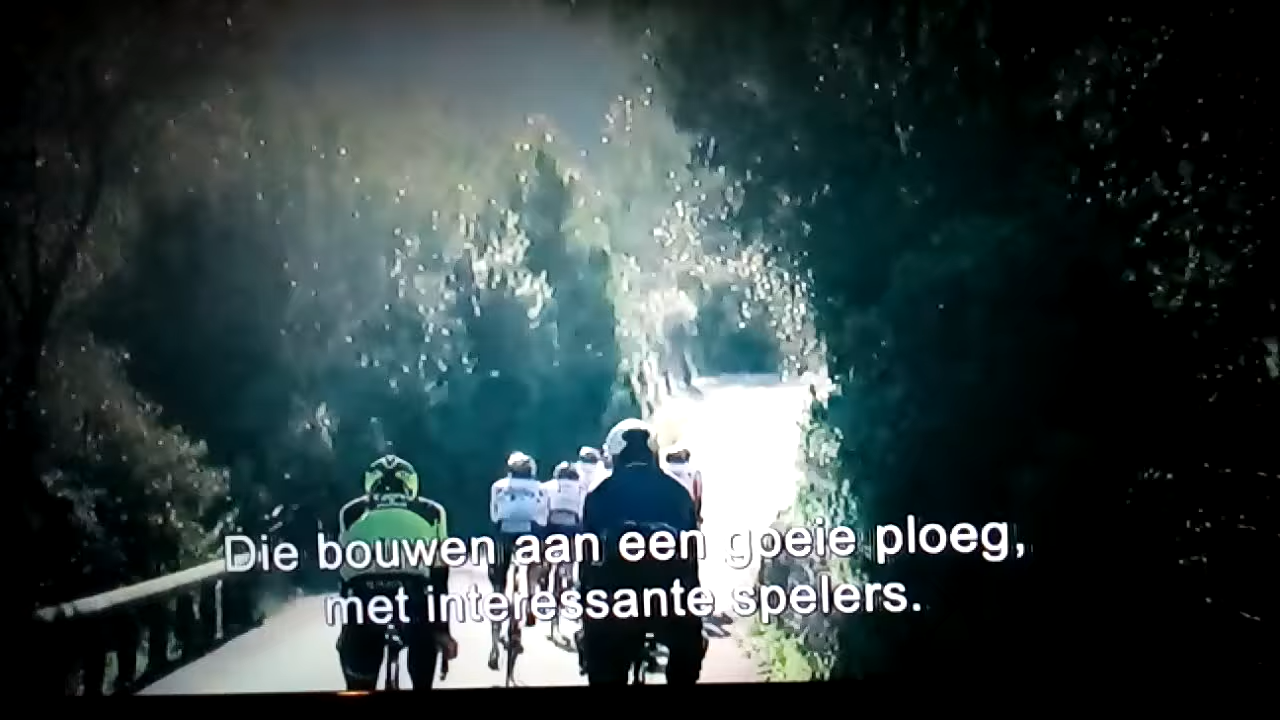 Die bouwen aan een goeie ploeg,
met interessante spelers.